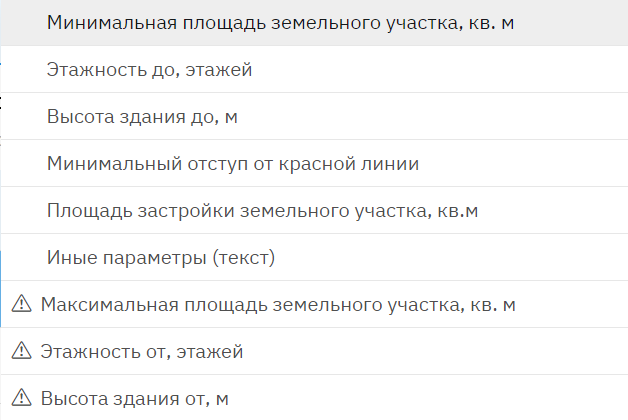 Минимальная площадь земельного участка, кв. м
Этажность до, этажей
Высота здания до, м
Минимальный отступ от красной линии
Площадь застройки земельного участка, кв.м
Иные параметры (текст)
Максимальная площадь земельного участка, кв. м
Этажность от, этажей
Высота здания от, м